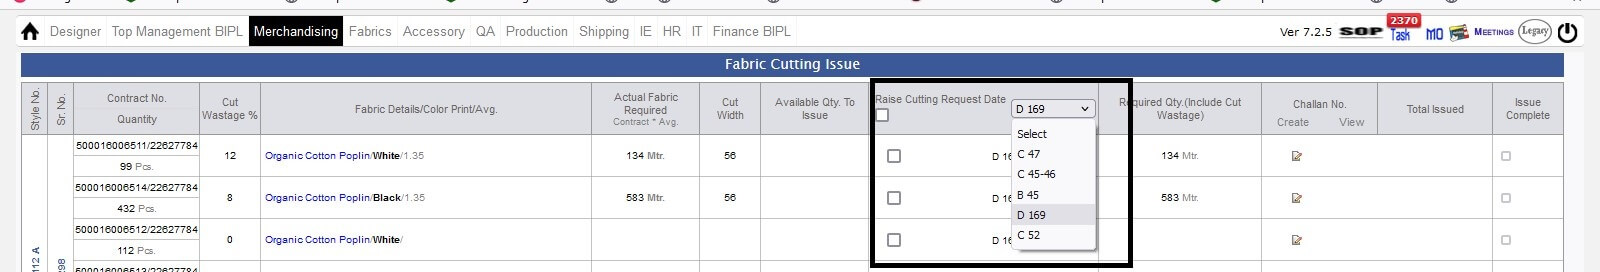 Designer Top Management BIPL Merchandising Fabrics Accessory QA Production Shipping IE HR IT Finance BIPL
Ver 7.2.5 SOP 2370 Task MO MEETINGS Legacy
Fabric Cutting Issue
Style No.
Sr. No.
Contract No.
Quantity
Cut
Wastage %
Fabric Details/Color Print/Avg.
Actual Fabric
Required
Contract * Avg.
Cut
Width
Available Qty. To
Issue
Raise Cutting Request Date
D 169
Required Qty.(Include Cut
Wastage)
Challan No.
Create View
Total Issued
Issue
Complete
Select
C 47
C 45-46
B 45
D 169
C 52
500016006511/22627784
99 Pcs.
12
Organic Cotton Poplin/White/1.35
134 Mtr.
56
134 Mtr.
500016006514/22627784
432 Pcs.
8
Organic Cotton Poplin/Black/1.35
583 Mtr.
56
583 Mtr.
500016006512/22627784
112 Pcs.
0
Organic Cotton Poplin/White/
112 A
298